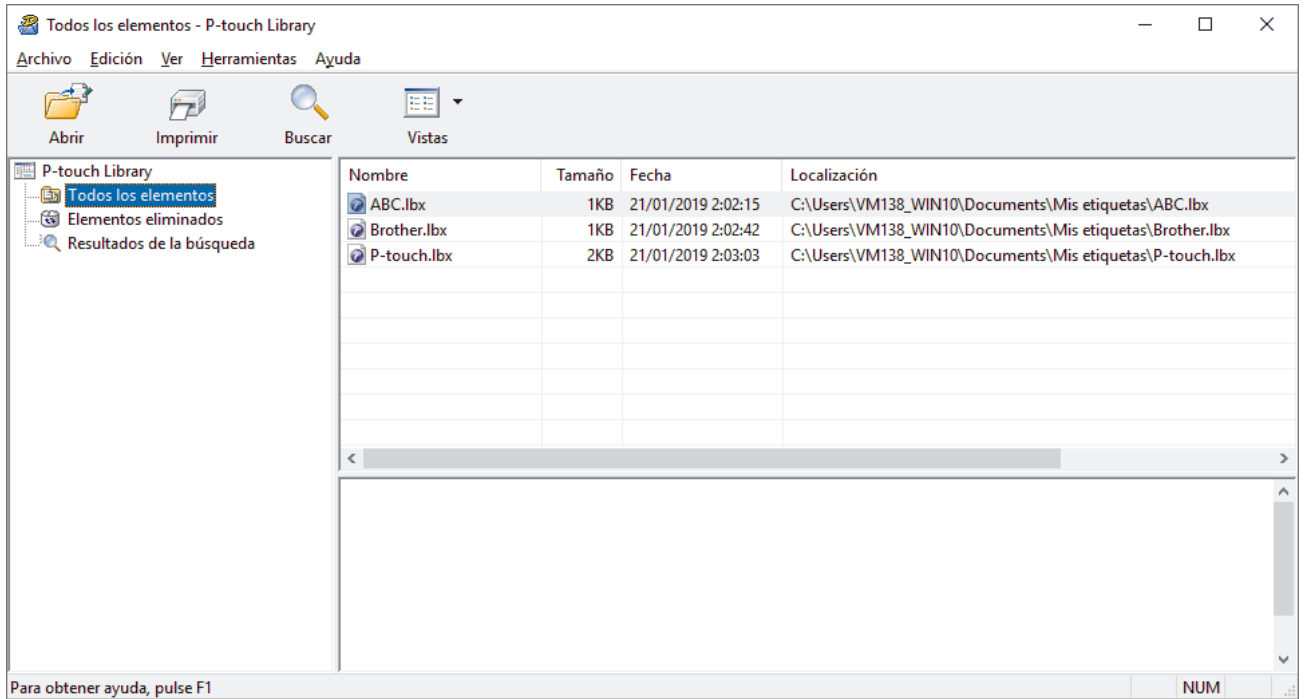 Todos los elementos - P-touch Library
Archivo Edición Ver Herramientas Ayuda
Abrir Imprimir Buscar Vistas
P-touch Library
Todos los elementos
Elementos eliminados
Resultados de la búsqueda
Nombre Tamaño Fecha Localización
ABC.lbx 1KB 21/01/2019 2:02:15 C:\Users\VM138_WIN10\Documents\Mis etiquetas\ABC.lbx
Brother.lbx 1KB 21/01/2019 2:02:42 C:\Users\VM138_WIN10\Documents\Mis etiquetas\Brother.lbx
P-touch.lbx 2KB 21/01/2019 2:03:03 C:\Users\VM138_WIN10\Documents\Mis etiquetas\P-touch.lbx
Para obtener ayuda, pulse F1 NUM